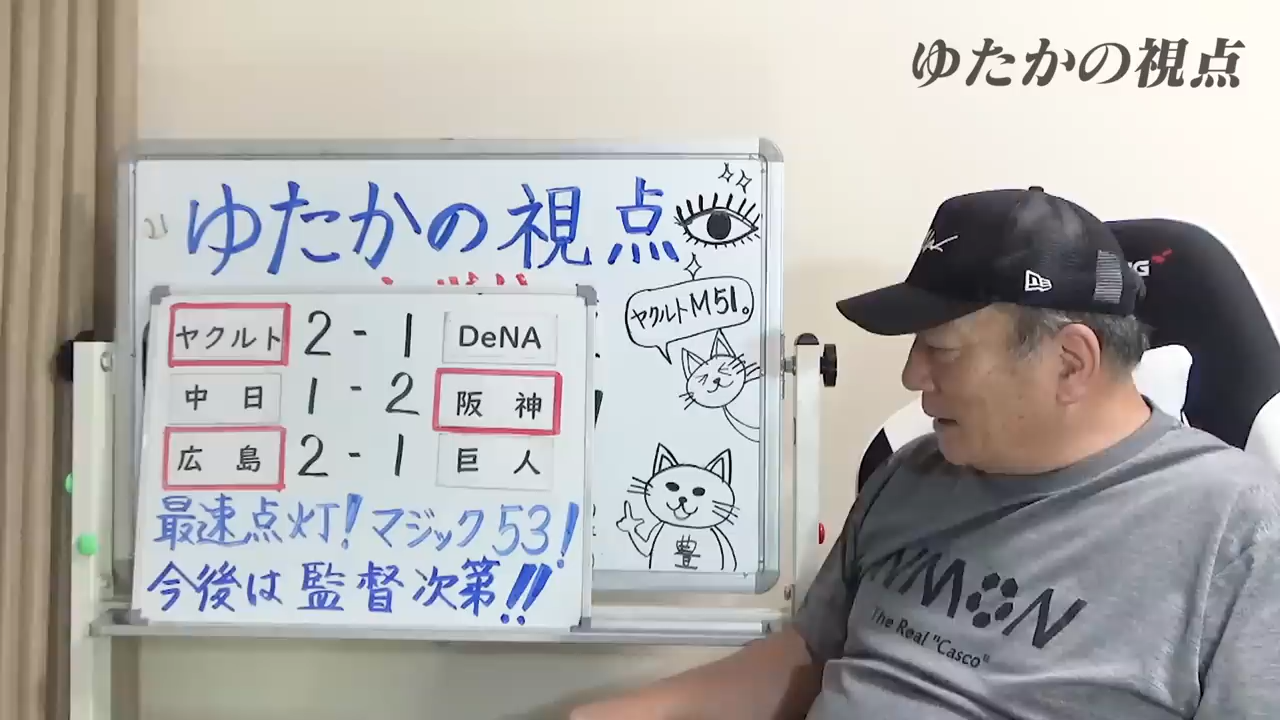 ゆたかの視点
ゆたかの視点
ヤクルトM51。
ヤクルト 2 - 1 DeNA
中日 1 - 2 阪神
広島 2 - 1 巨人
最速点灯!マジック53!
今後は監督次第!!
豊
The Real "Casco"